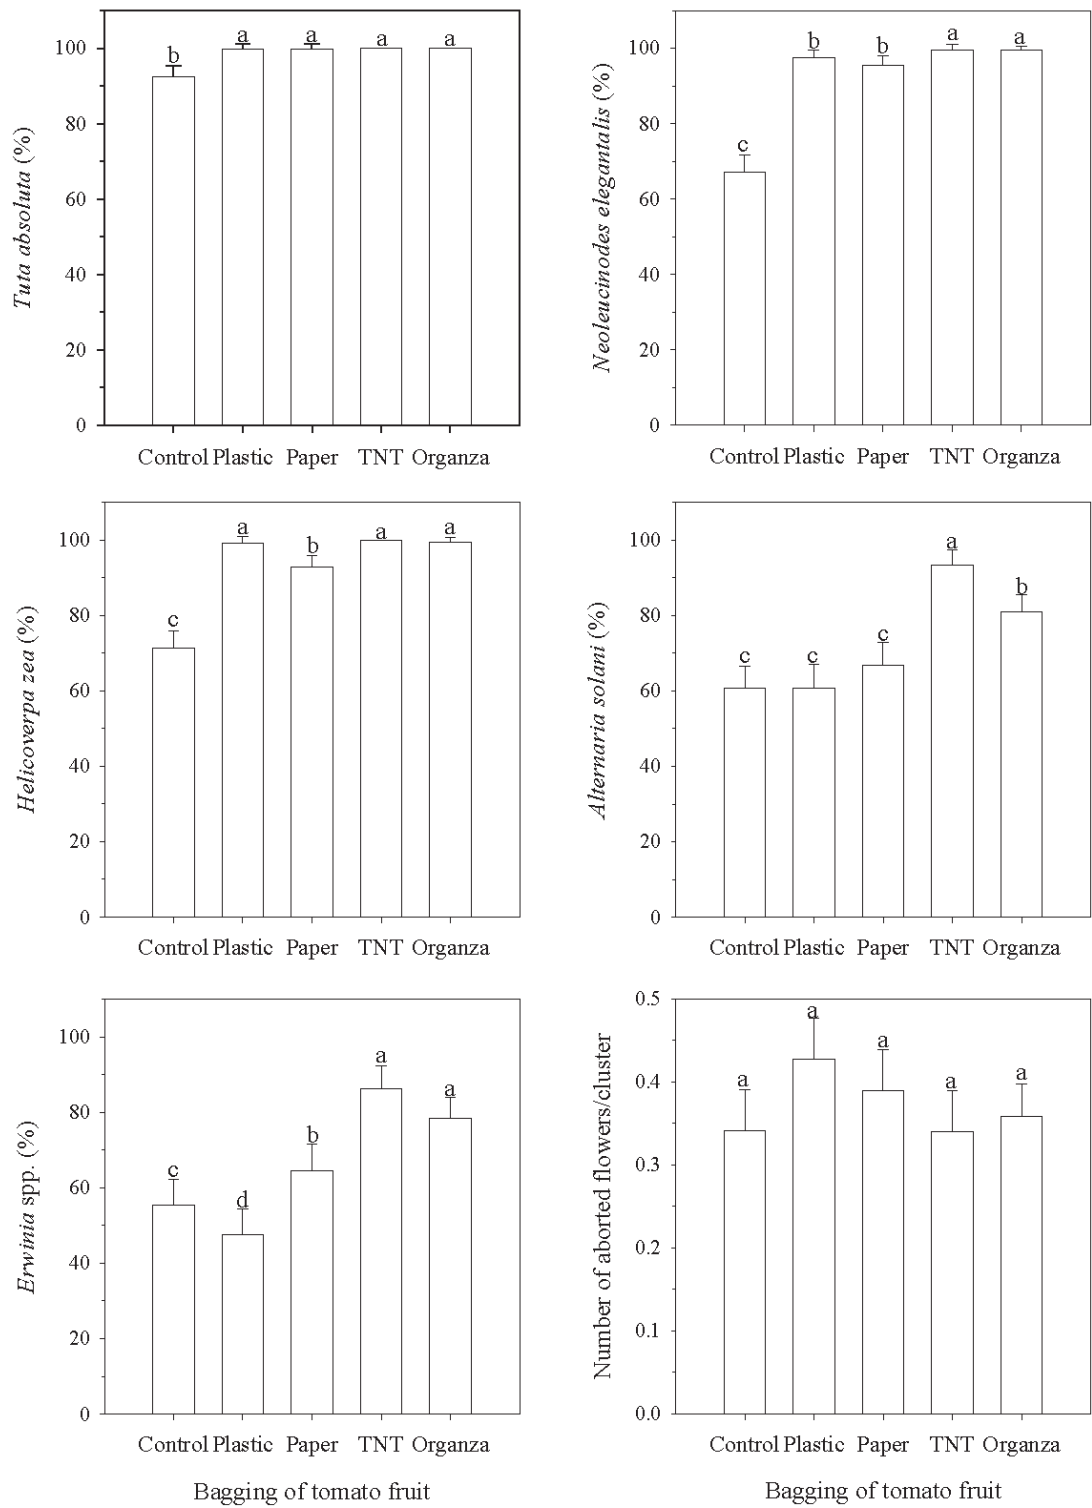 Tuta absoluta (%)
100
80
60
40
20
0
b
a
a
a
a
Control Plastic Paper TNT Organza
Neoleucinodes elegantalis (%)
100
80
60
40
20
0
c
b
b
a
a
Control Plastic Paper TNT Organza
Helicoverpa zea (%)
100
80
60
40
20
0
c
a
b
a
a
Control Plastic Paper TNT Organza
Alternaria solani (%)
100
80
60
40
20
0
c
c
c
a
b
Control Plastic Paper TNT Organza
Erwinia spp. (%)
100
80
60
40
20
0
c
d
b
a
a
Control Plastic Paper TNT Organza
Bagging of tomato fruit
Number of aborted flowers/cluster
0.5
0.4
0.3
0.2
0.1
0.0
a
a
a
a
a
Control Plastic Paper TNT Organza
Bagging of tomato fruit